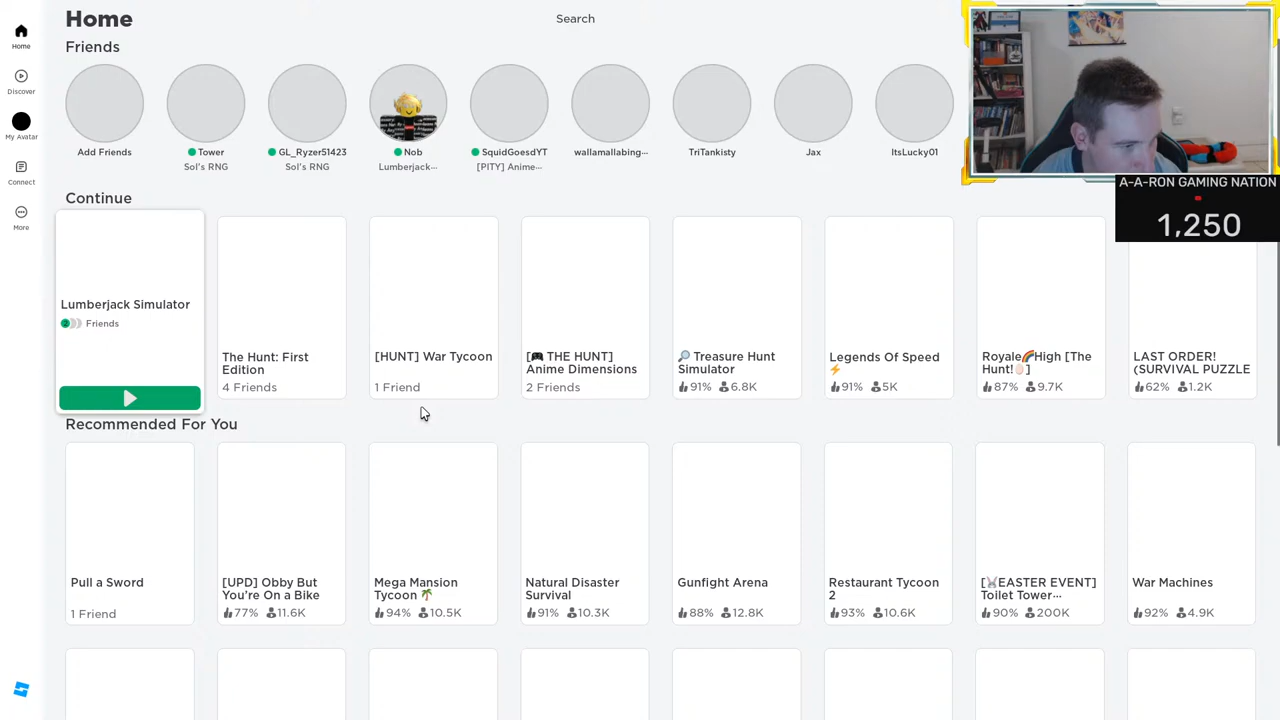 Home
Search
Home
Discover
My Avatar
Connect
More
Friends
Add Friends
Tower
Sol's RNG
GL_Ryzer51423
Sol's RNG
Nob
Lumberjack...
SquidGoesDYT
[PITY] Anime...
wallamallabing...
TriTankisty
Jax
ItsLucky01
A-A-RON GAMING NATION
1,250
Continue
Lumberjack Simulator
2 Friends
The Hunt: First
Edition
4 Friends
[HUNT] War Tycoon
1 Friend
[🎮 THE HUNT]
Anime Dimensions
2 Friends
🔎 Treasure Hunt
Simulator
91% 6.8K
Legends Of Speed
⚡
91% 5K
Royale🌈High [The
Hunt!🥚]
87% 9.7K
LAST ORDER!
(SURVIVAL PUZZLE
62% 1.2K
Recommended For You
Pull a Sword
1 Friend
[UPD] Obby But
You're On a Bike
77% 11.6K
Mega Mansion
Tycoon 🌴
94% 10.5K
Natural Disaster
Survival
91% 10.3K
Gunfight Arena
88% 12.8K
Restaurant Tycoon
2
93% 10.6K
[🐰EASTER EVENT]
Toilet Tower...
90% 200K
War Machines
92% 4.9K